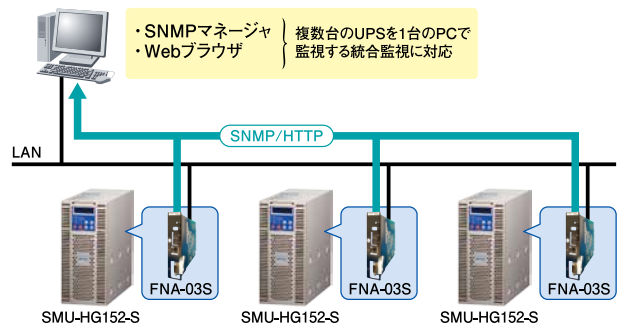 ・SNMPマネージャ
・Webブラウザ
複数台のUPSを1台のPCで
監視する統合監視に対応
SNMP/HTTP
LAN
FNA-03S
FNA-03S
FNA-03S
SMU-HG152-S
SMU-HG152-S
SMU-HG152-S